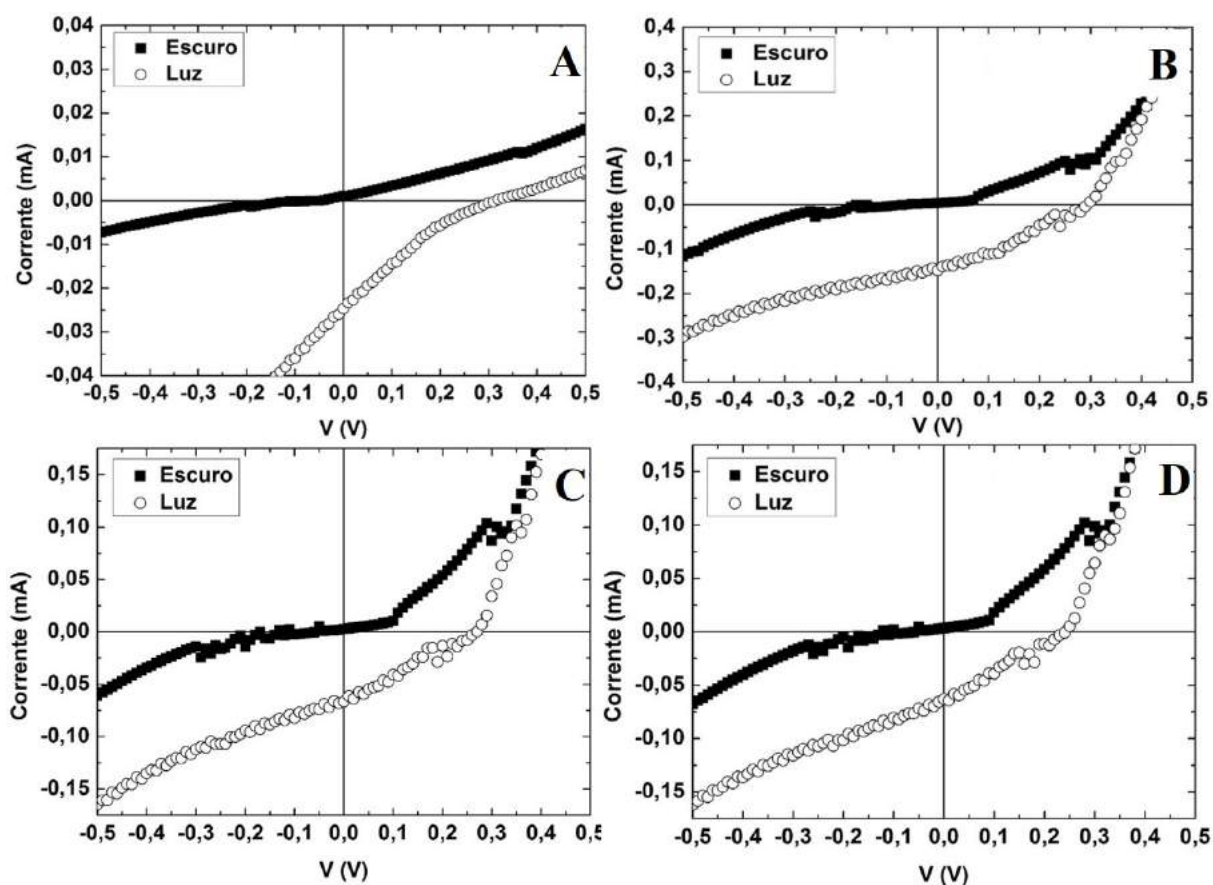 A
Escuro
Luz
0,04
0,03
0,02
0,01
0,00
-0,01
-0,02
-0,03
-0,04
Corrente (mA)
-0,5 -0,4 -0,3 -0,2 -0,1 0,0 0,1 0,2 0,3 0,4 0,5
V (V)
B
Escuro
Luz
0,4
0,3
0,2
0,1
0,0
-0,1
-0,2
-0,3
-0,4
Corrente (mA)
-0,5 -0,4 -0,3 -0,2 -0,1 0,0 0,1 0,2 0,3 0,4 0,5
V (V)
C
Escuro
Luz
0,15
0,10
0,05
0,00
-0,05
-0,10
-0,15
Corrente (mA)
-0,5 -0,4 -0,3 -0,2 -0,1 0,0 0,1 0,2 0,3 0,4 0,5
V (V)
D
Escuro
Luz
0,15
0,10
0,05
0,00
-0,05
-0,10
-0,15
Corrente (mA)
-0,5 -0,4 -0,3 -0,2 -0,1 0,0 0,1 0,2 0,3 0,4 0,5
V (V)